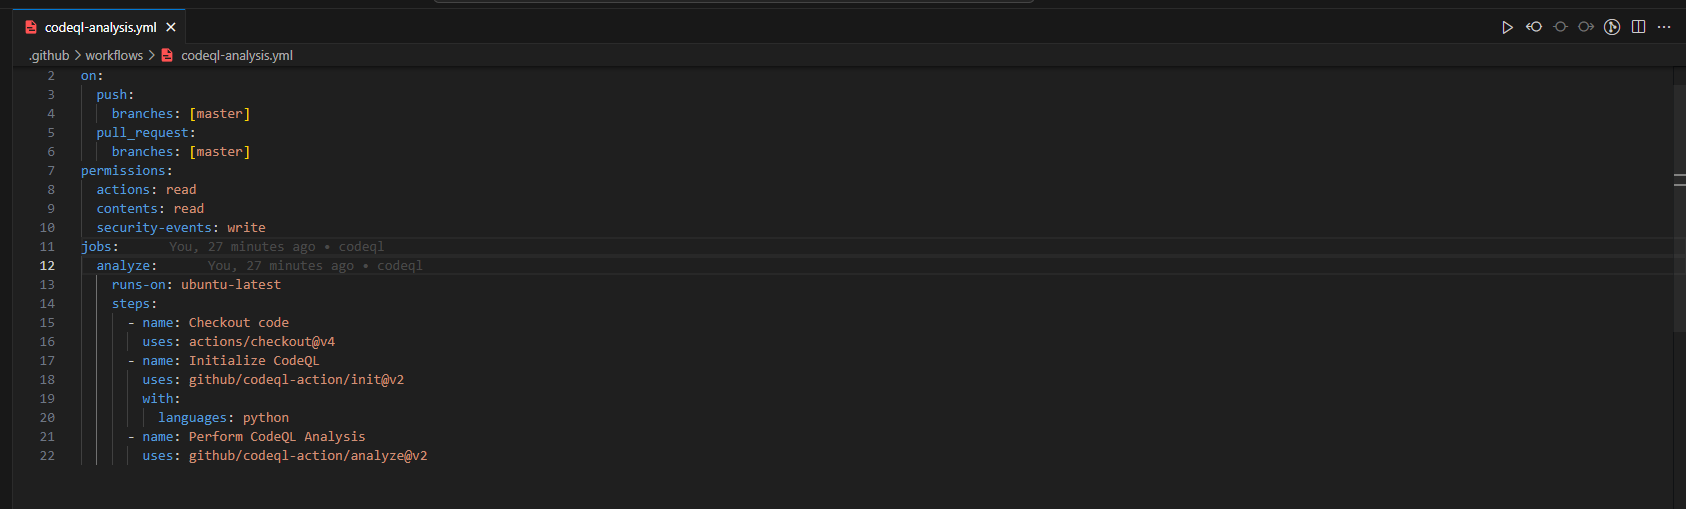 codeql-analysis.yml
.github > workflows > codeql-analysis.yml
2 on:
3 push:
4 branches: [master]
5 pull_request:
6 branches: [master]
7 permissions:
8 actions: read
9 contents: read
10 security-events: write
11 jobs: You, 27 minutes ago • codeql
12 analyze: You, 27 minutes ago • codeql
13 runs-on: ubuntu-latest
14 steps:
15 - name: Checkout code
16 uses: actions/checkout@v4
17 - name: Initialize CodeQL
18 uses: github/codeql-action/init@v2
19 with:
20 languages: python
21 - name: Perform CodeQL Analysis
22 uses: github/codeql-action/analyze@v2